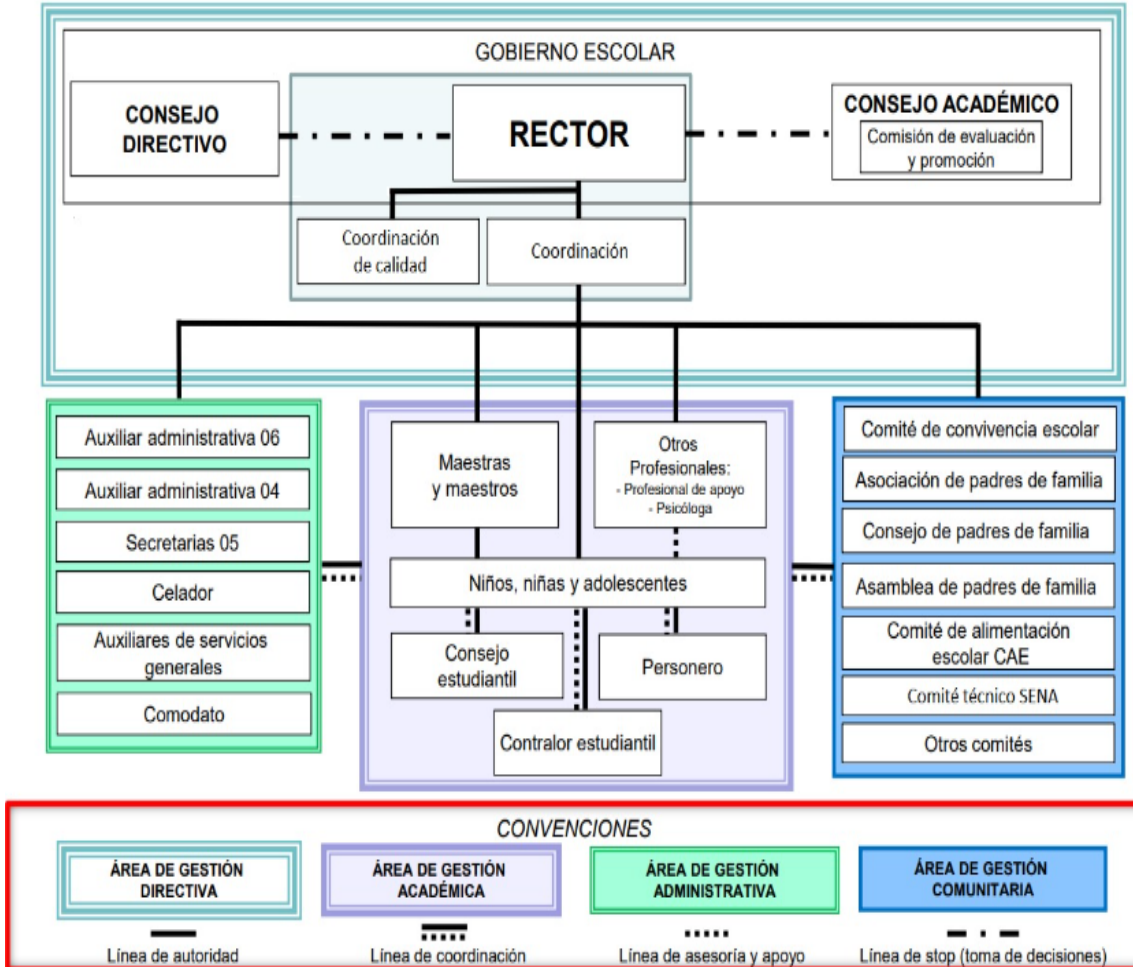 GOBIERNO ESCOLAR
CONSEJO
DIRECTIVO
RECTOR
CONSEJO ACADÉMICO
Comisión de evaluación
y promoción
Coordinación
de calidad
Coordinación
Auxiliar administrativa 06
Auxiliar administrativa 04
Secretarias 05
Celador
Auxiliares de servicios
generales
Comodato
Maestras
y maestros
Otros
Profesionales:
- Profesional de apoyo
- Psicóloga
Niños, niñas y adolescentes
Consejo
estudiantil
Personero
Contralor estudiantil
Comité de convivencia escolar
Asociación de padres de familia
Consejo de padres de familia
Asamblea de padres de familia
Comité de alimentación
escolar CAE
Comité técnico SENA
Otros comités
CONVENCIONES
ÁREA DE GESTIÓN
DIRECTIVA
ÁREA DE GESTIÓN
ACADÉMICA
ÁREA DE GESTIÓN
ADMINISTRATIVA
ÁREA DE GESTIÓN
COMUNITARIA
Línea de autoridad
Línea de coordinación
Línea de asesoría y apoyo
Línea de stop (toma de decisiones)